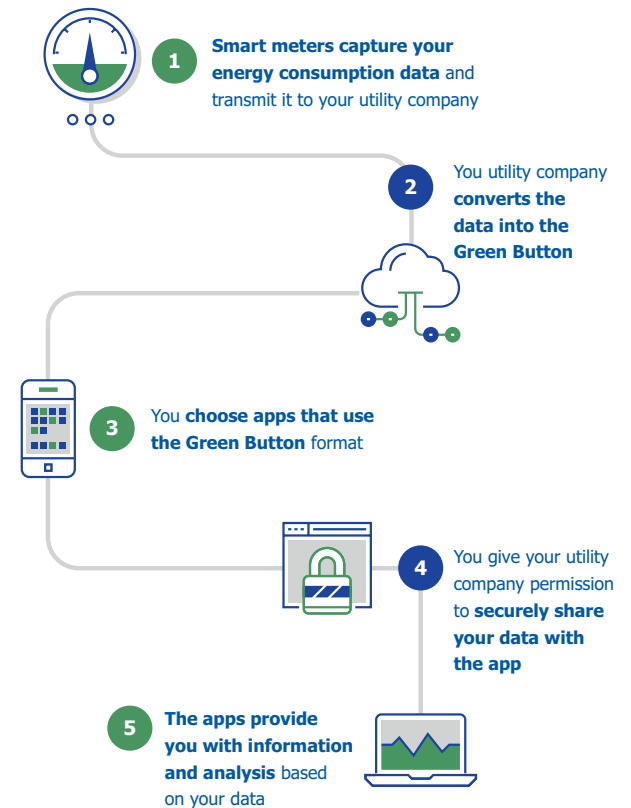 1
Smart meters capture your
energy consumption data and
transmit it to your utility company
2
You utility company
converts the
data into the
Green Button
3
You choose apps that use
the Green Button format
4
You give your utility
company permission
to securely share
your data with
the app
5
The apps provide
you with information
and analysis based
on your data